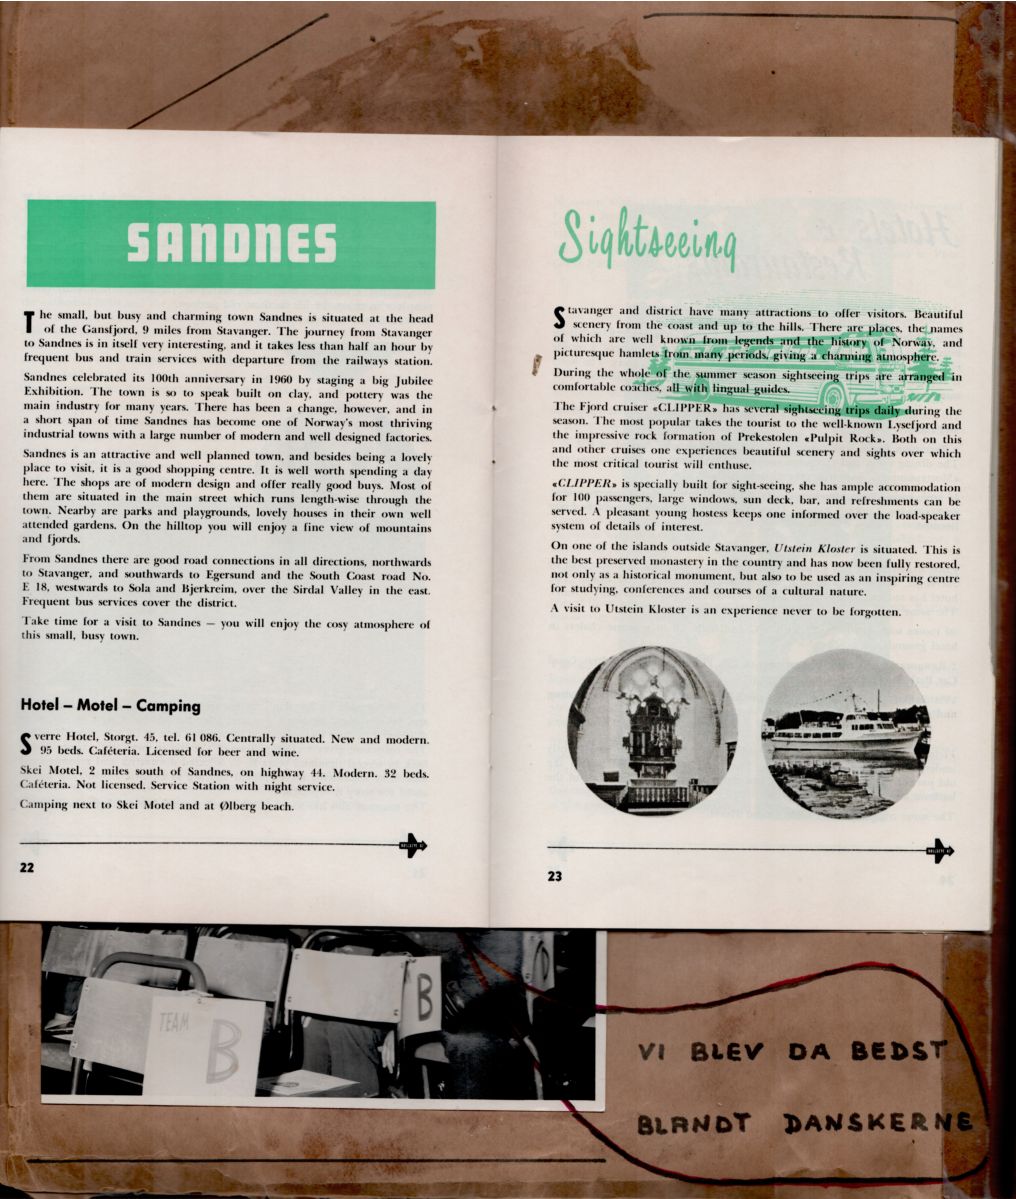 SANDNES
The small, but busy and charming town Sandnes is situated at the head
of the Gansfjord, 9 miles from Stavanger. The journey from Stavanger
to Sandnes is in itself very interesting, and it takes less than half an hour by
frequent bus and train services with departure from the railways station.
Sandnes celebrated its 100th anniversary in 1960 by staging a big Jubilee
Exhibition. The town is so to speak built on clay, and pottery was the
main industry for many years. There has been a change, however, and in
a short span of time Sandnes has become one of Norway's most thriving
industrial towns with a large number of modern and well designed factories.
Sandnes is an attractive and well planned town, and besides being a lovely
place to visit, it is a good shopping centre. It is well worth spending a day
here. The shops are of modern design and offer really good buys. Most of
them are situated in the main street which runs length-wise through the
town. Nearby are parks and playgrounds, lovely houses in their own well
attended gardens. On the hilltop you will enjoy a fine view of mountains
and fjords.
From Sandnes there are good road connections in all directions, northwards
to Stavanger, and southwards to Egersund and the South Coast road No.
E 18, westwards to Sola and Bjerkreim, over the Sirdal Valley in the east.
Frequent bus services cover the district.
Take time for a visit to Sandnes — you will enjoy the cosy atmosphere of
this small, busy town.
Hotel – Motel – Camping
Sverre Hotel, Storgt. 45, tel. 61 086. Centrally situated. New and modern.
95 beds. Caféteria. Licensed for beer and wine.
Skei Motel, 2 miles south of Sandnes, on highway 44. Modern. 32 beds.
Caféteria. Not licensed. Service Station with night service.
Camping next to Skei Motel and at Ølberg beach.
22
Sightseeing
Stavanger and district have many attractions to offer visitors. Beautiful
scenery from the coast and up to the hills. There are places, the names
of which are well known from legends and the history of Norway, and
picturesque hamlets from many periods, giving a charming atmosphere.
During the whole of the summer season sightseeing trips are arranged in
comfortable coaches, all with lingual guides.
The Fjord cruiser «CLIPPER» has several sightseeing trips daily during the
season. The most popular takes the tourist to the well-known Lysefjord and
the impressive rock formation of Prekestolen «Pulpit Rock». Both on this
and other cruises one experiences beautiful scenery and sights over which
the most critical tourist will enthuse.
«CLIPPER» is specially built for sight-seeing, she has ample accommodation
for 100 passengers, large windows, sun deck, bar, and refreshments can be
served. A pleasant young hostess keeps one informed over the load-speaker
system of details of interest.
On one of the islands outside Stavanger, Utstein Kloster is situated. This is
the best preserved monastery in the country and has now been fully restored,
not only as a historical monument, but also to be used as an inspiring centre
for studying, conferences and courses of a cultural nature.
A visit to Utstein Kloster is an experience never to be forgotten.
23
TEAM
B
B
VI BLEV DA BEDST
BLANDT DANSKERNE